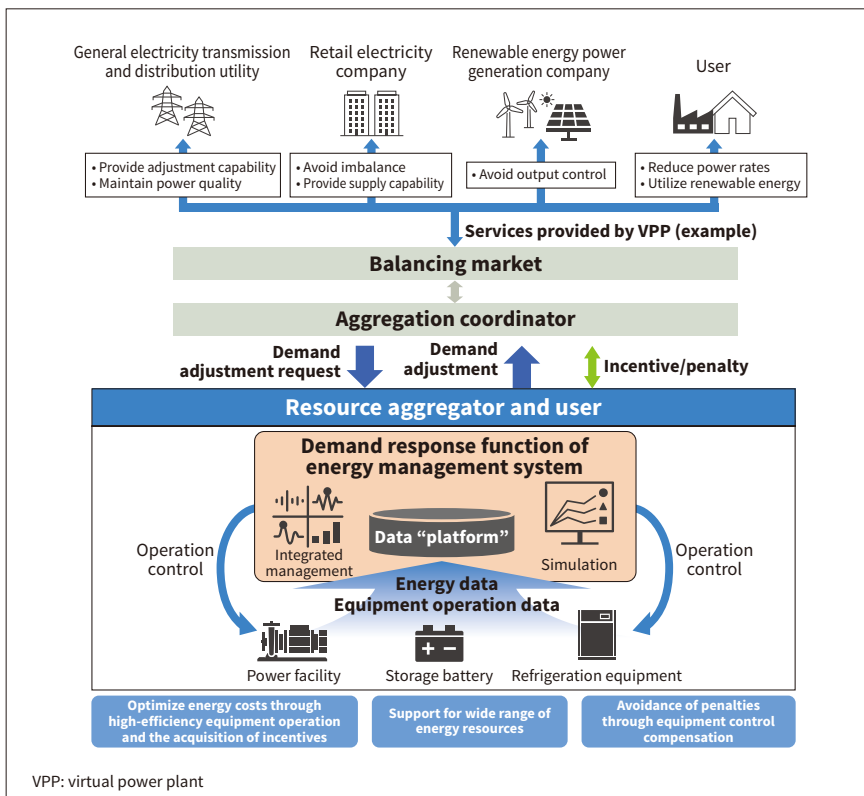 General electricity transmission
and distribution utility
Retail electricity
company
Renewable energy power
generation company
User
• Provide adjustment capability
• Maintain power quality
• Avoid imbalance
• Provide supply capability
• Avoid output control
• Reduce power rates
• Utilize renewable energy
Services provided by VPP (example)
Balancing market
Aggregation coordinator
Demand
adjustment request
Demand
adjustment
Incentive/penalty
Resource aggregator and user
Demand response function of
energy management system
Integrated
management
Data “platform”
Simulation
Operation
control
Operation
control
Energy data
Equipment operation data
Power facility
Storage battery
Refrigeration equipment
Optimize energy costs through
high-efficiency equipment operation
and the acquisition of incentives
Support for wide range of
energy resources
Avoidance of penalties
through equipment control
compensation
VPP: virtual power plant